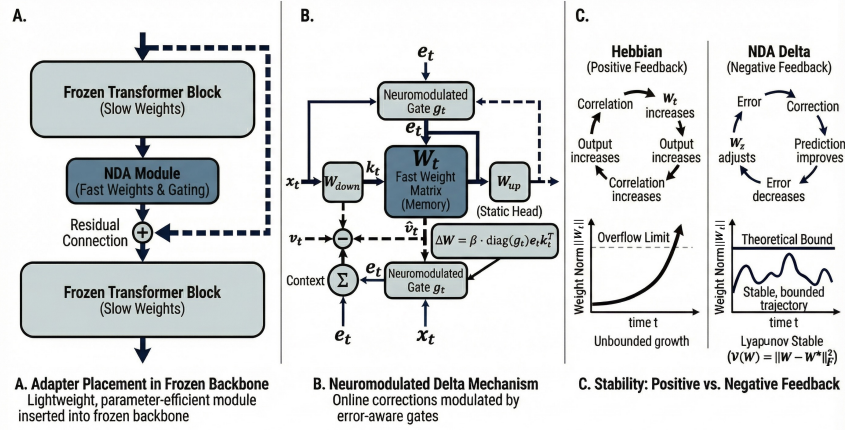 A.
Frozen Transformer Block
(Slow Weights)
NDA Module
(Fast Weights & Gating)
Residual
Connection
+
Frozen Transformer Block
(Slow Weights)
A. Adapter Placement in Frozen Backbone
Lightweight, parameter-efficient module
inserted into frozen backbone
B.
e_t
Neuromodulated
Gate g_t
e_t
x_t
W_down
k_t
W_t
Fast Weight
Matrix
(Memory)
W_up
(Static Head)
v_t
−
v̂_t
ΔW = β · diag(g_t)e_t k_t^T
Context
Σ
e_t
Neuromodulated
Gate g_t
e_t
x_t
B. Neuromodulated Delta Mechanism
Online corrections modulated by
error-aware gates
C.
Hebbian
(Positive Feedback)
Correlation
W_t
increases
Output
increases
Correlation
increases
Output
increases
Weight Norm ||W_t||
Overflow Limit
time t
Unbounded growth
NDA Delta
(Negative Feedback)
Error
Correction
Prediction
improves
Error
decreases
W_z
adjusts
Weight Norm ||W_t||
Theoretical Bound
Stable, bounded
trajectory
time t
Lyapunov Stable
(V(W) = ||W − W*||²_F)
C. Stability: Positive vs. Negative Feedback